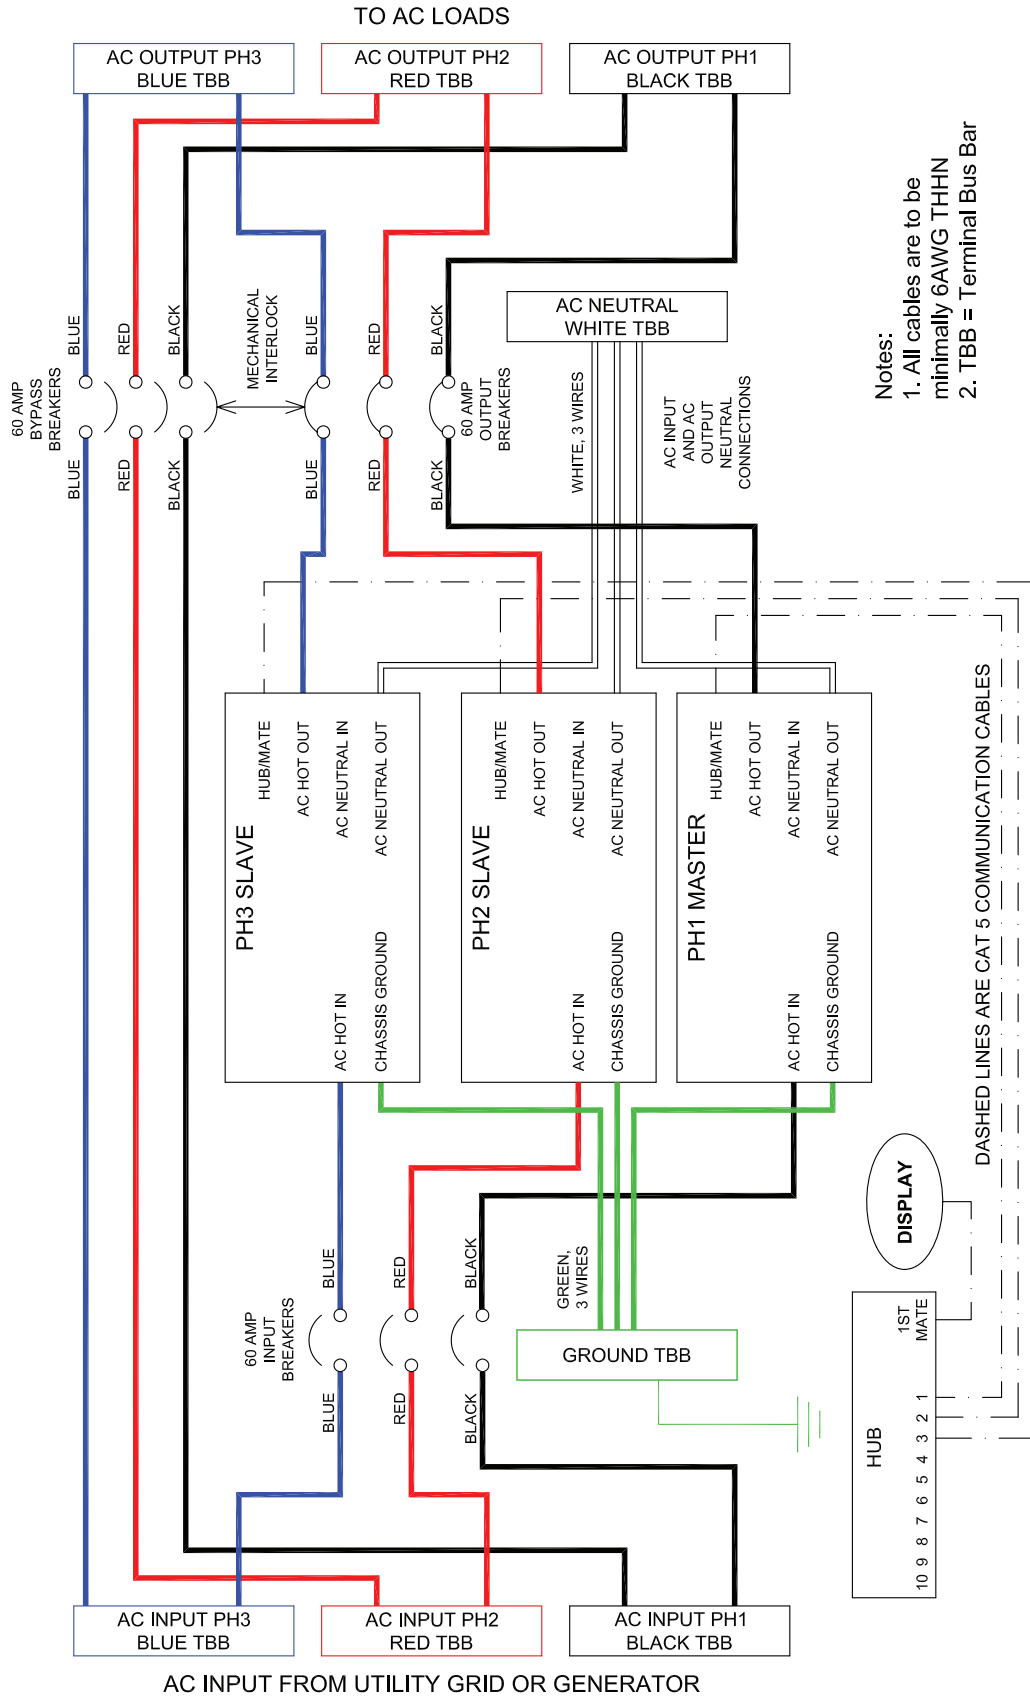 TO AC LOADS
AC OUTPUT PH3
BLUE TBB
AC OUTPUT PH2
RED TBB
AC OUTPUT PH1
BLACK TBB
Notes:
1. All cables are to be
minimally 6AWG THHN
2. TBB = Terminal Bus Bar
60 AMP
BYPASS
BREAKERS
BLUE
RED
BLACK
MECHANICAL
INTERLOCK
BLUE
RED
BLACK
AC NEUTRAL
WHITE TBB
BLUE
RED
BLACK
BLUE
RED
BLACK
60 AMP
OUTPUT
BREAKERS
WHITE, 3 WIRES
AC INPUT
AND AC
OUTPUT
NEUTRAL
CONNECTIONS
PH3 SLAVE
HUB/MATE
AC HOT OUT
AC NEUTRAL IN
AC NEUTRAL OUT
AC HOT IN
CHASSIS GROUND
PH2 SLAVE
HUB/MATE
AC HOT OUT
AC NEUTRAL IN
AC NEUTRAL OUT
AC HOT IN
CHASSIS GROUND
PH1 MASTER
HUB/MATE
AC HOT OUT
AC NEUTRAL IN
AC NEUTRAL OUT
AC HOT IN
CHASSIS GROUND
DASHED LINES ARE CAT 5 COMMUNICATION CABLES
60 AMP
INPUT
BREAKERS
BLUE
RED
BLACK
BLUE
RED
BLACK
GREEN,
3 WIRES
GROUND TBB
DISPLAY
HUB
1ST
MATE
10 9 8 7 6 5 4 3 2 1
AC INPUT PH3
BLUE TBB
AC INPUT PH2
RED TBB
AC INPUT PH1
BLACK TBB
AC INPUT FROM UTILITY GRID OR GENERATOR